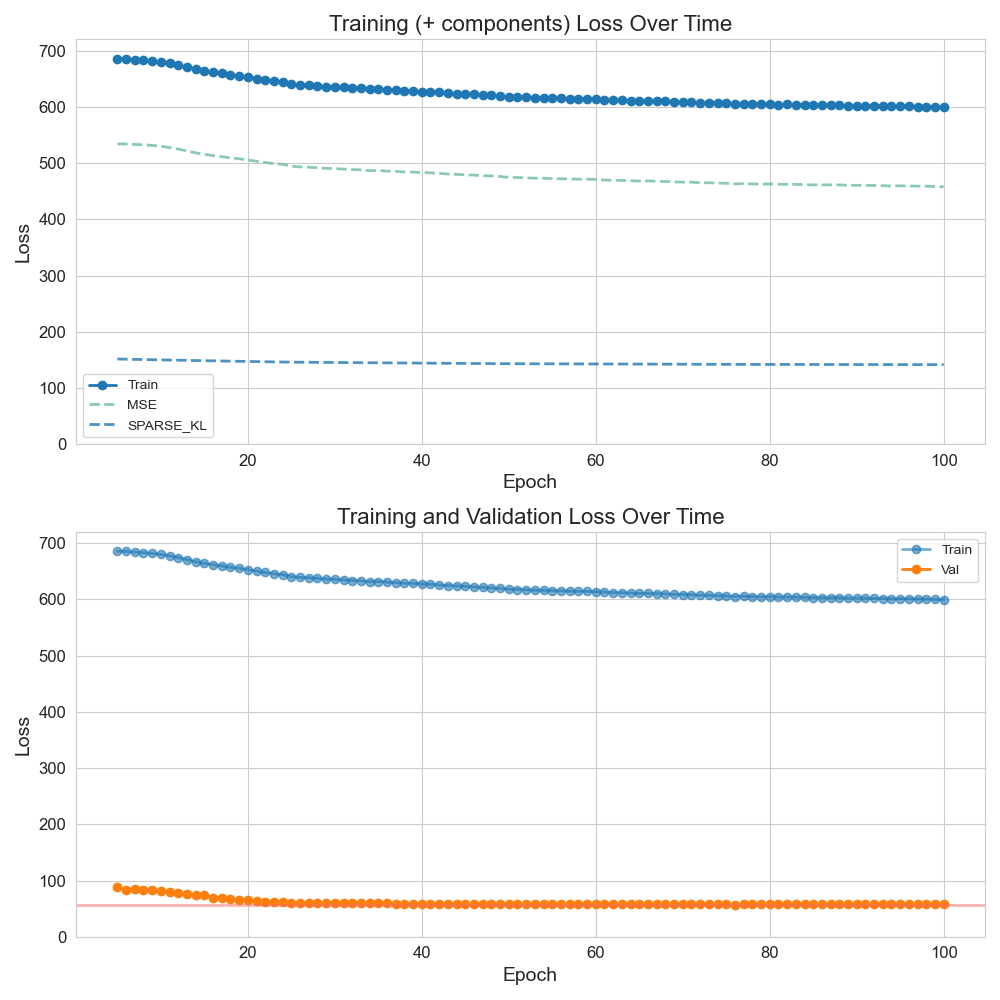 Training (+ components) Loss Over Time
700
600
500
400
300
200
100
0
Loss
Train
MSE
SPARSE_KL
20
40
60
80
100
Epoch
Training and Validation Loss Over Time
700
600
500
400
300
200
100
0
Loss
Train
Val
20
40
60
80
100
Epoch